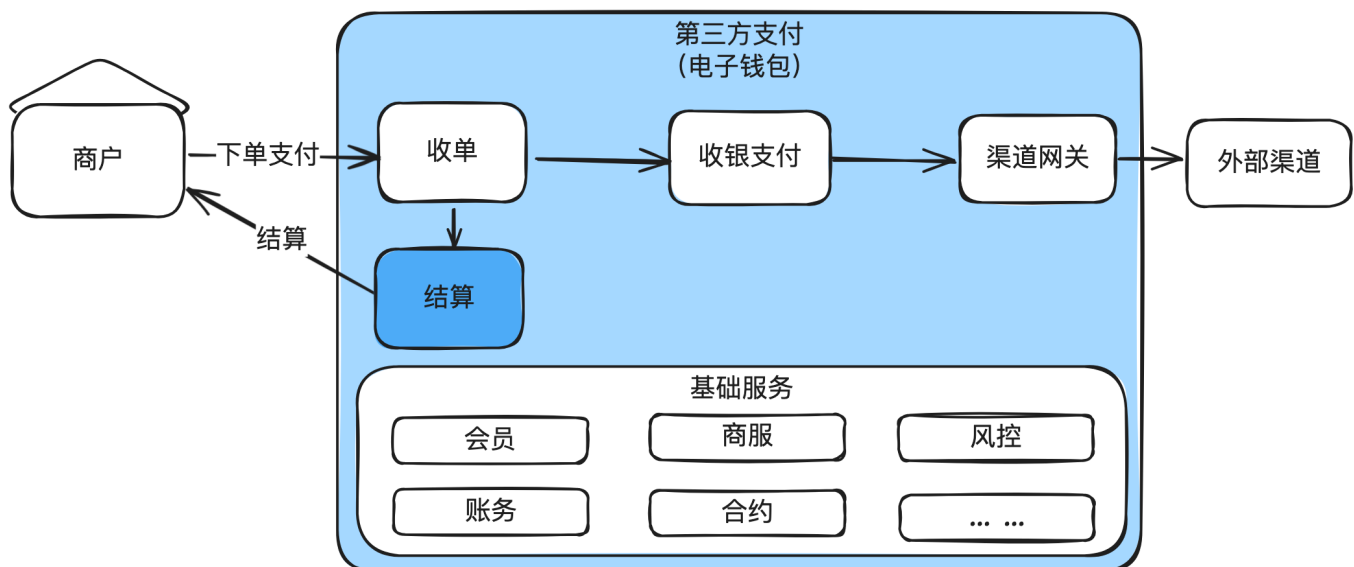 第三方支付
(电子钱包)
商户
下单支付
收单
收银支付
渠道网关
外部渠道
结算
结算
基础服务
会员
商服
风控
账务
合约
... ...